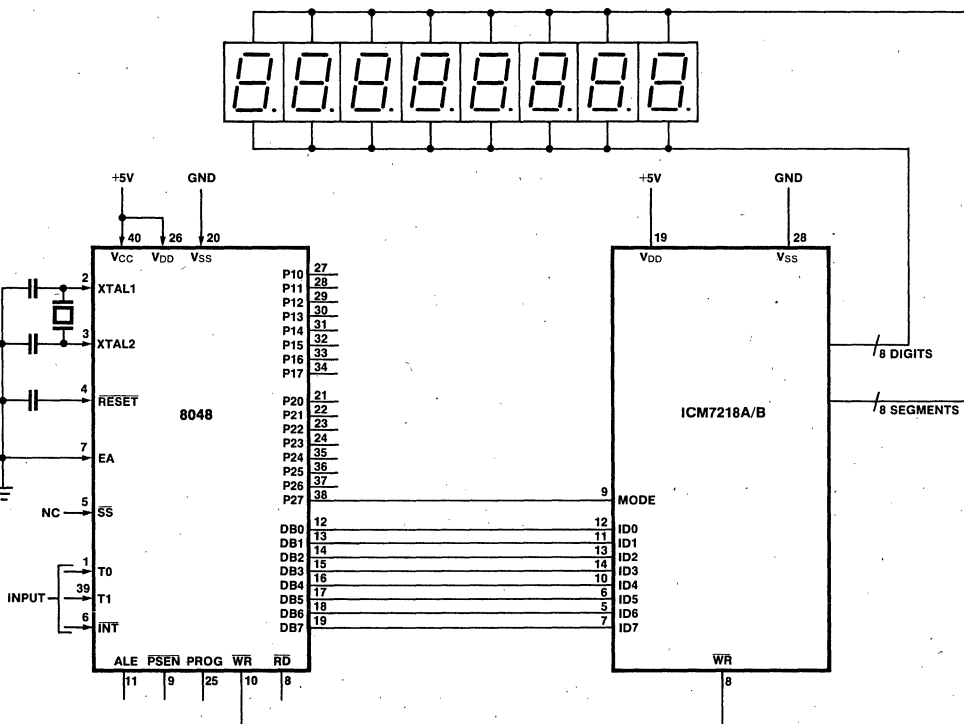 +5V
GND
+5V
GND
40
26
20
19
28
VCC
VDD
VSS
VDD
VSS
2
XTAL1
3
XTAL2
4
RESET
7
EA
5
NC
SS
1
T0
INPUT
39
T1
6
INT
8048
P10 27
P11 28
P12 29
P13 30
P14 31
P15 32
P16 33
P17 34
P20 21
P21 22
P22 23
P23 24
P24 35
P25 36
P26 37
P27 38
DB0 12
DB1 13
DB2 14
DB3 15
DB4 16
DB5 17
DB6 18
DB7 19
ALE
PSEN
PROG
WR
RD
11
9
25
10
8
ICM7218A/B
8 DIGITS
8 SEGMENTS
9 MODE
12 ID0
11 ID1
13 ID2
14 ID3
10 ID4
6 ID5
5 ID6
7 ID7
WR
8